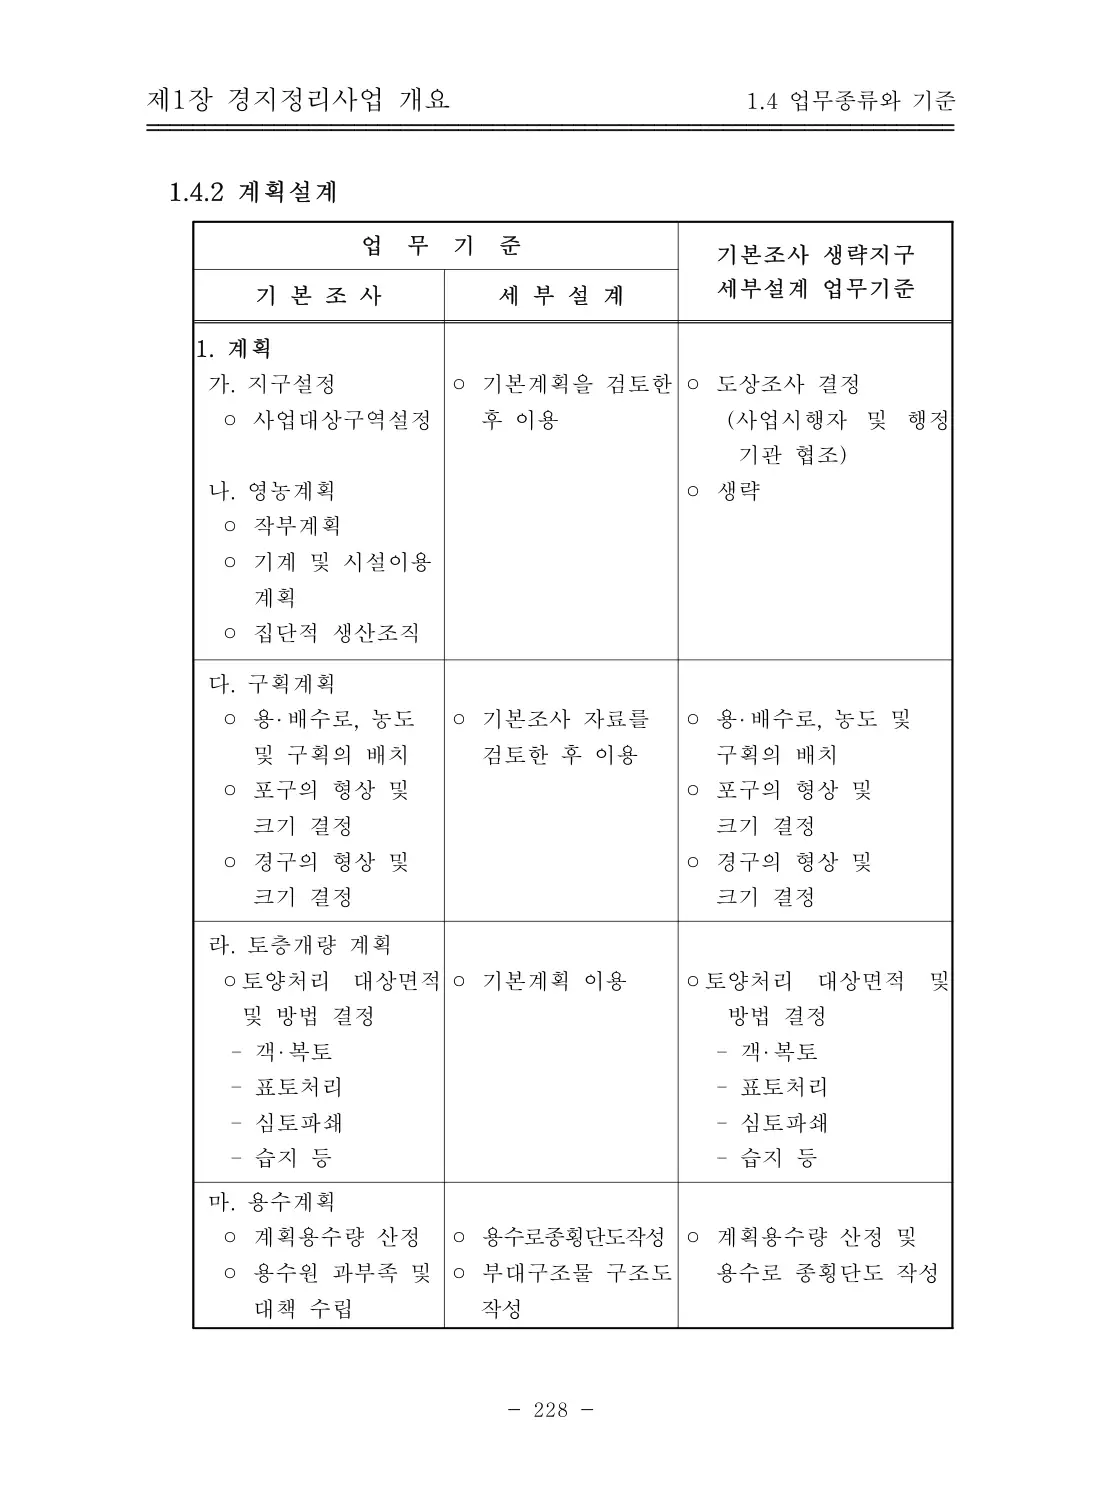 제1장 경지정리사업 개요
1.4 업무종류와 기준
1.4.2 계획설계
업 무 기 준
기본조사 생략지구
세부설계 업무기준
기 본 조 사
세 부 설 계
1. 계획
가. 지구설정
○ 사업대상구역설정
나. 영농계획
○ 작부계획
○ 기계 및 시설이용
계획
○ 집단적 생산조직
○ 기본계획을 검토한
후 이용
○ 도상조사 결정
(사업시행자 및 행정
기관 협조)
○ 생략
다. 구획계획
○ 용·배수로, 농도
및 구획의 배치
○ 포구의 형상 및
크기 결정
○ 경구의 형상 및
크기 결정
○ 기본조사 자료를
검토한 후 이용
○ 용·배수로, 농도 및
구획의 배치
○ 포구의 형상 및
크기 결정
○ 경구의 형상 및
크기 결정
라. 토층개량 계획
○토양처리 대상면적
및 방법 결정
- 객·복토
- 표토처리
- 심토파쇄
- 습지 등
○ 기본계획 이용
○토양처리 대상면적 및
방법 결정
- 객·복토
- 표토처리
- 심토파쇄
- 습지 등
마. 용수계획
○ 계획용수량 산정
○ 용수원 과부족 및
대책 수립
○ 용수로종횡단도작성
○ 부대구조물 구조도
작성
○ 계획용수량 산정 및
용수로 종횡단도 작성
- 228 -